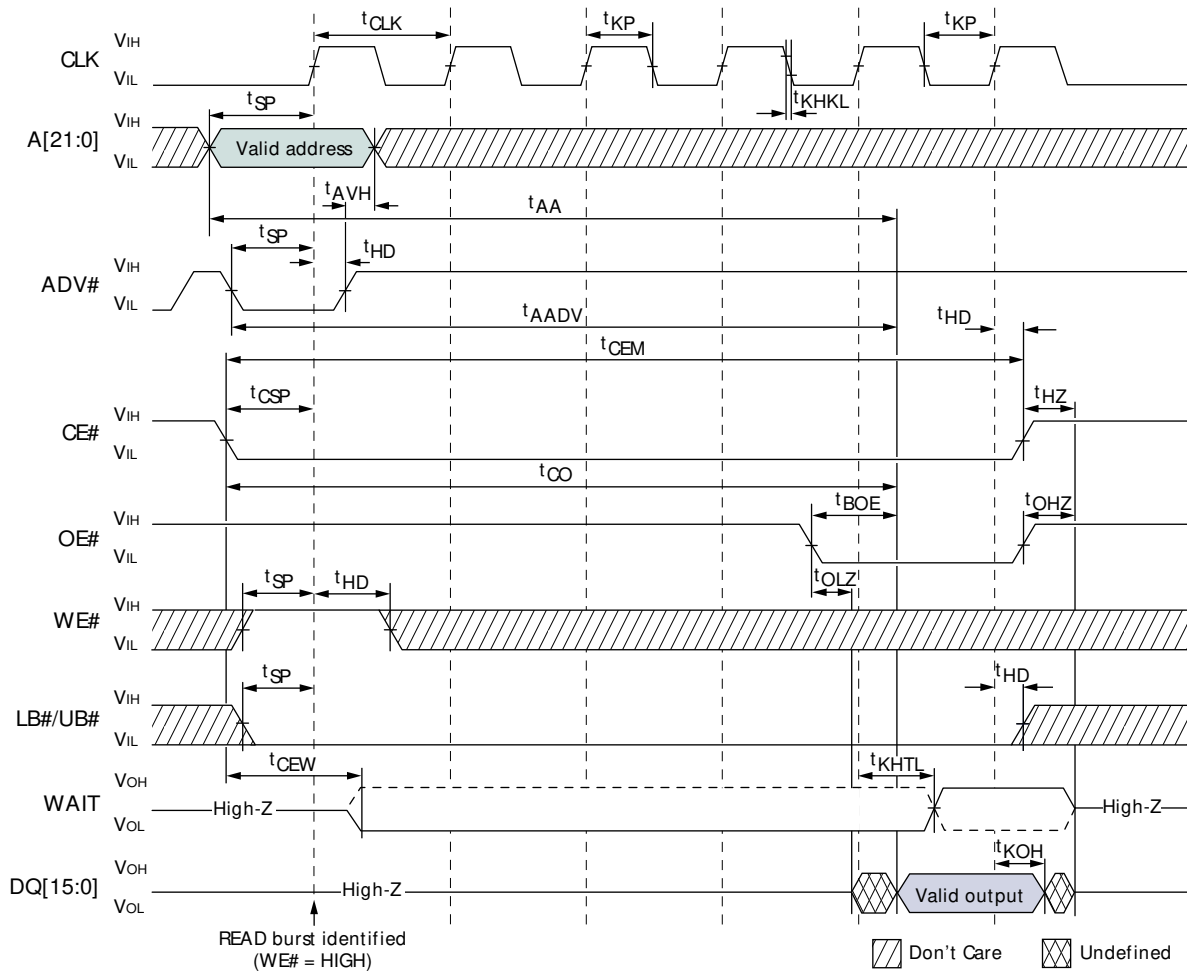 tCLK
tKP
tKP
CLK
VIH
VIL
tKHKL
tSP
A[21:0]
VIH
VIL
Valid address
tAVH
tAA
tSP
tHD
ADV#
VIH
VIL
tAADV
tHD
tCEM
tCSP
tHZ
CE#
VIH
VIL
tCO
tBOE
tOHZ
OE#
VIH
VIL
tOLZ
tSP
tHD
WE#
VIH
VIL
tSP
tHD
LB#/UB#
VIH
VIL
tCEW
tKHTL
WAIT
VOH
VOL
High-Z
High-Z
tKOH
DQ[15:0]
VOH
VOL
High-Z
Valid output
READ burst identified
(WE# = HIGH)
Don't Care
Undefined